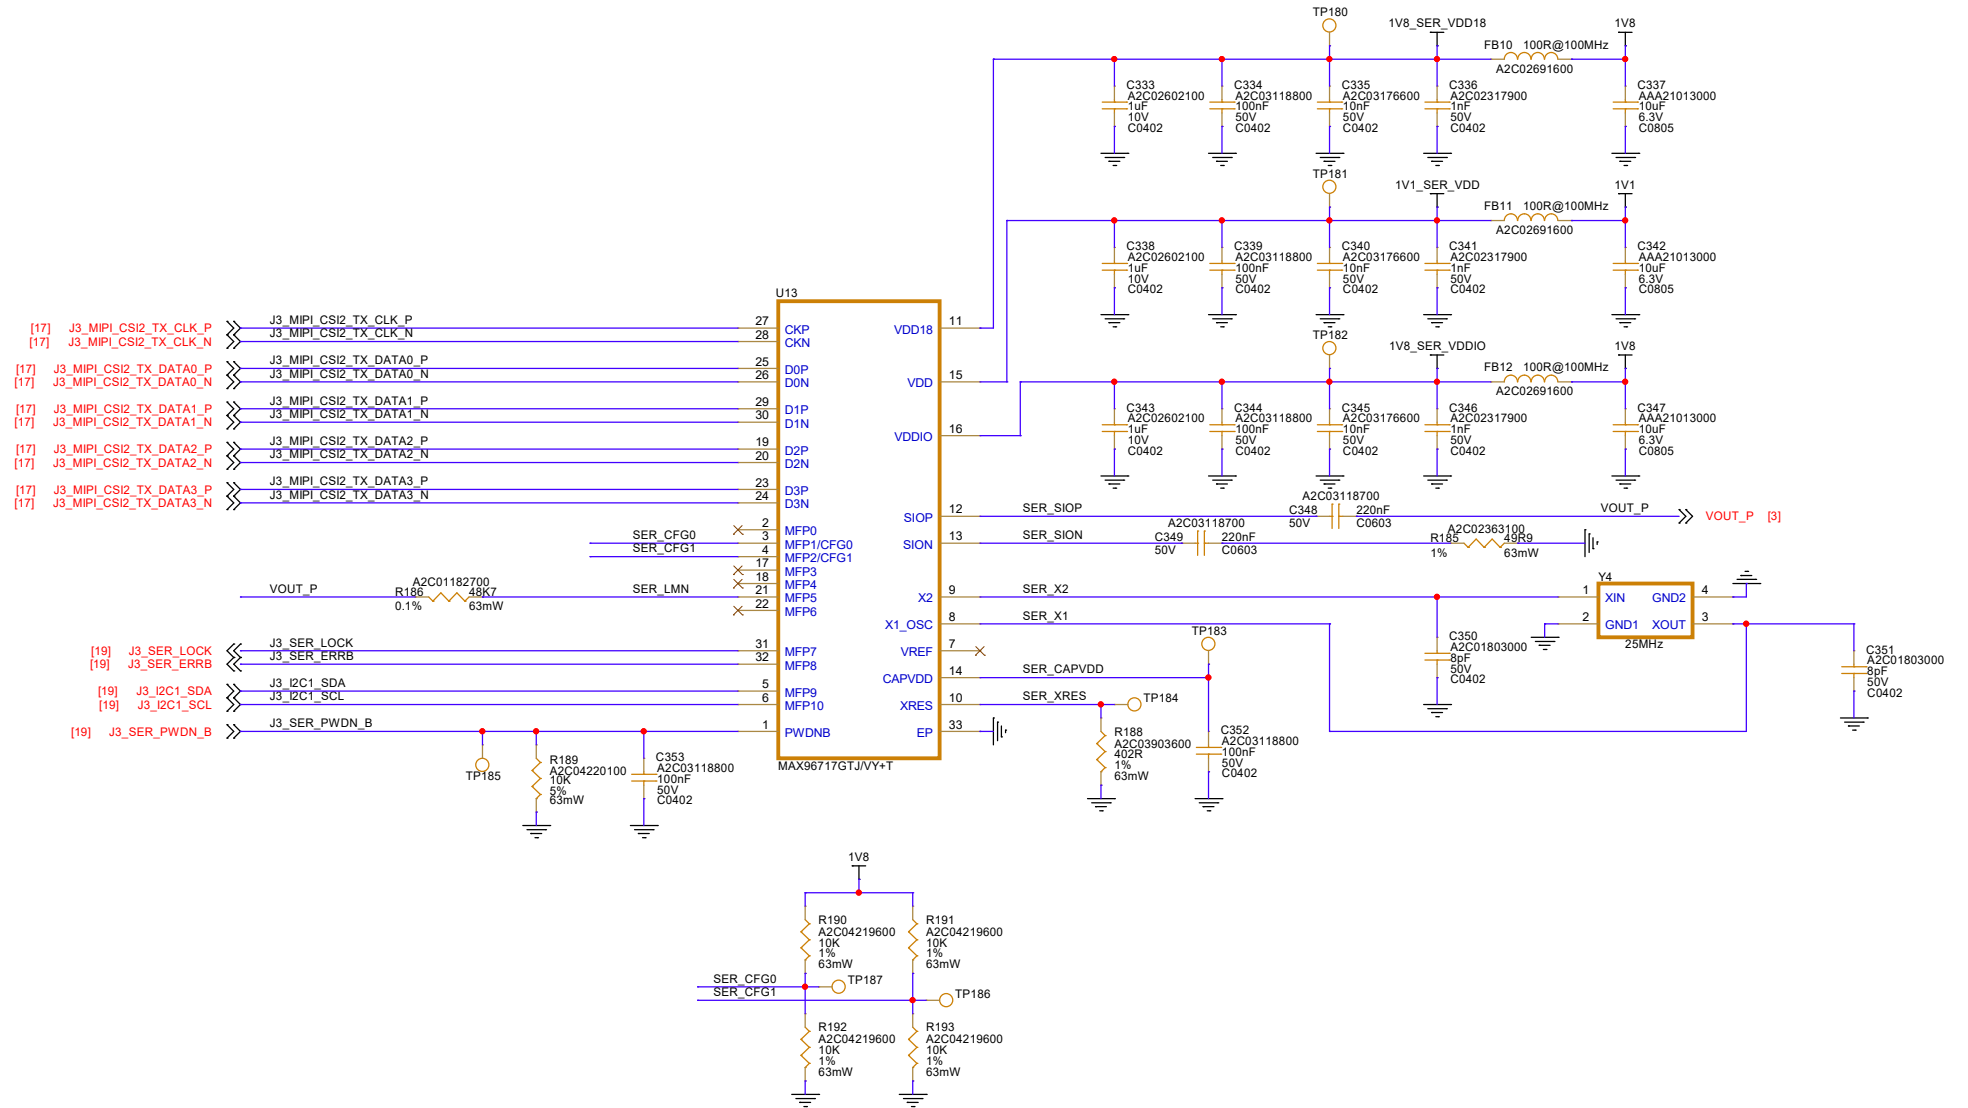 TP180
1V8_SER_VDD18
1V8
FB10 100R@100MHz
A2C02691600
C333
A2C02602100
1uF
10V
C0402
C334
A2C03118800
100nF
50V
C0402
C335
A2C03176600
10nF
50V
C0402
C336
A2C02317900
1nF
50V
C0402
C337
AAA21013000
10uF
6.3V
C0805
TP181
1V1_SER_VDD
1V1
FB11 100R@100MHz
A2C02691600
C338
A2C02602100
1uF
10V
C0402
C339
A2C03118800
100nF
50V
C0402
C340
A2C03176600
10nF
50V
C0402
C341
A2C02317900
1nF
50V
C0402
C342
AAA21013000
10uF
6.3V
C0805
TP182
1V8_SER_VDDIO
1V8
FB12 100R@100MHz
A2C02691600
C343
A2C02602100
1uF
10V
C0402
C344
A2C03118800
100nF
50V
C0402
C345
A2C03176600
10nF
50V
C0402
C346
A2C02317900
1nF
50V
C0402
C347
AAA21013000
10uF
6.3V
C0805
U13
[17] J3_MIPI_CSI2_TX_CLK_P J3_MIPI_CSI2_TX_CLK_P 27 CKP
[17] J3_MIPI_CSI2_TX_CLK_N J3_MIPI_CSI2_TX_CLK_N 28 CKN
[17] J3_MIPI_CSI2_TX_DATA0_P J3_MIPI_CSI2_TX_DATA0_P 25 D0P
[17] J3_MIPI_CSI2_TX_DATA0_N J3_MIPI_CSI2_TX_DATA0_N 26 D0N
[17] J3_MIPI_CSI2_TX_DATA1_P J3_MIPI_CSI2_TX_DATA1_P 29 D1P
[17] J3_MIPI_CSI2_TX_DATA1_N J3_MIPI_CSI2_TX_DATA1_N 30 D1N
[17] J3_MIPI_CSI2_TX_DATA2_P J3_MIPI_CSI2_TX_DATA2_P 19 D2P
[17] J3_MIPI_CSI2_TX_DATA2_N J3_MIPI_CSI2_TX_DATA2_N 20 D2N
[17] J3_MIPI_CSI2_TX_DATA3_P J3_MIPI_CSI2_TX_DATA3_P 23 D3P
[17] J3_MIPI_CSI2_TX_DATA3_N J3_MIPI_CSI2_TX_DATA3_N 24 D3N
2 MFP0
SER_CFG0 3 MFP1/CFG0
SER_CFG1 4 MFP2/CFG1
17 MFP3
18 MFP4
VOUT_P
A2C01182700
R186 48K7
0.1% 63mW
SER_LMN 21 MFP5
22 MFP6
[19] J3_SER_LOCK J3_SER_LOCK 31 MFP7
[19] J3_SER_ERRB J3_SER_ERRB 32 MFP8
[19] J3_I2C1_SDA J3_I2C1_SDA 5 MFP9
[19] J3_I2C1_SCL J3_I2C1_SCL 6 MFP10
[19] J3_SER_PWDN_B J3_SER_PWDN_B 1 PWDNB
VDD18 11
VDD 15
VDDIO 16
SIOP 12 SER_SIOP
SION 13 SER_SION
X2 9 SER_X2
X1_OSC 8 SER_X1
VREF 7
CAPVDD 14 SER_CAPVDD
XRES 10 SER_XRES
EP 33
MAX96717GTJ/VY+T
A2C03118700
C348 220nF
50V C0603
VOUT_P
VOUT_P [3]
A2C03118700
C349 220nF
50V C0603
A2C02363100
R185 49R9
1% 63mW
Y4
1 XIN GND2 4
2 GND1 XOUT 3
25MHz
C350
A2C01803000
8pF
50V
C0402
C351
A2C01803000
8pF
50V
C0402
TP183
TP184
R188
A2C03903600
402R
1%
63mW
C352
A2C03118800
100nF
50V
C0402
TP185
R189
A2C04220100
10K
5%
63mW
C353
A2C03118800
100nF
50V
C0402
1V8
R190
A2C04219600
10K
1%
63mW
R191
A2C04219600
10K
1%
63mW
SER_CFG0
TP187
SER_CFG1
TP186
R192
A2C04219600
10K
1%
63mW
R193
A2C04219600
10K
1%
63mW